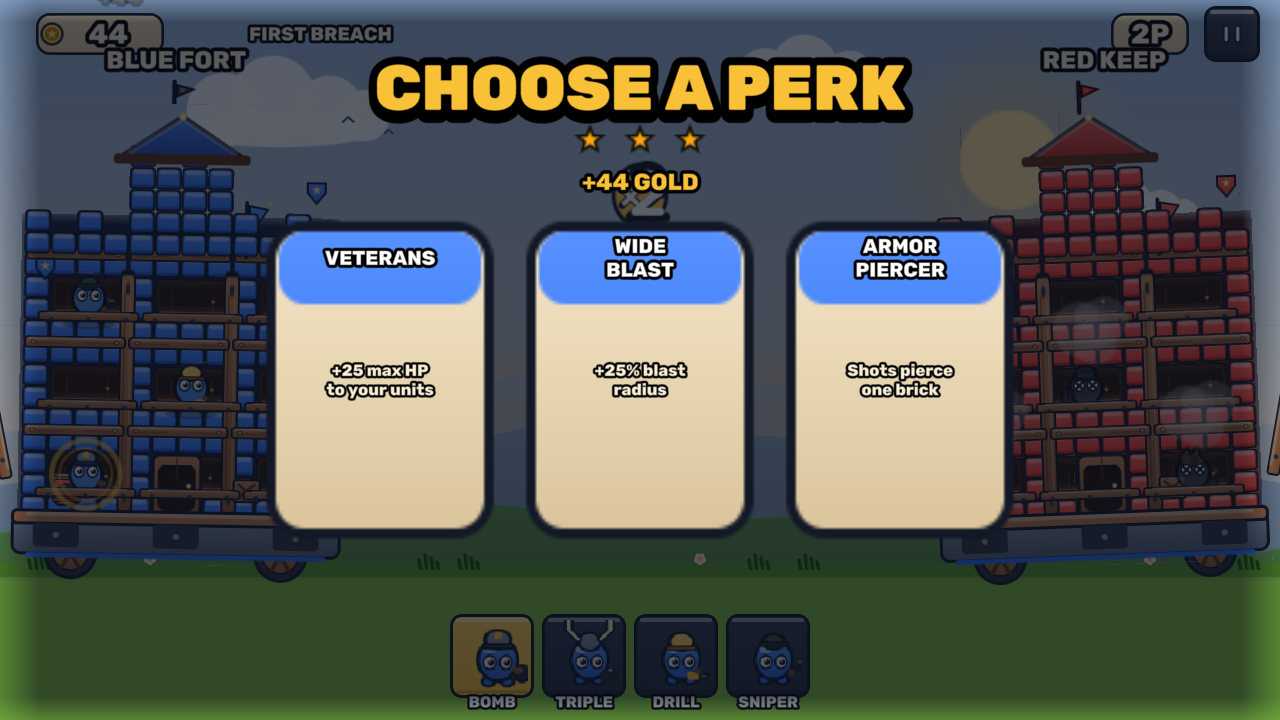 44
FIRST BREACH
2P
BLUE FORT
RED KEEP
CHOOSE A PERK
+44 GOLD
VETERANS
+25 max HP
to your units
WIDE
BLAST
+25% blast
radius
ARMOR
PIERCER
Shots pierce
one brick
BOMB
TRIPLE
DRILL
SNIPER